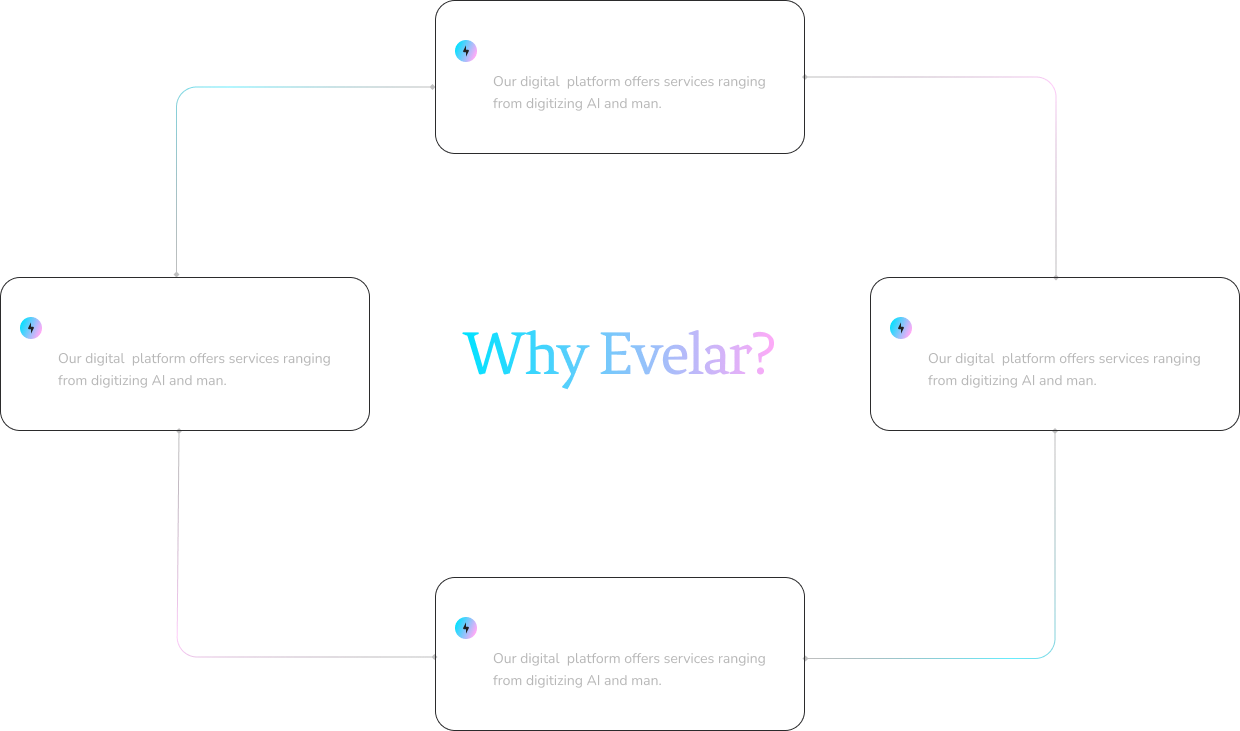 Our digital  platform offers services ranging
from digitizing AI and man.
Our digital  platform offers services ranging
from digitizing AI and man.
Why Evelar?
Our digital  platform offers services ranging
from digitizing AI and man.
Our digital  platform offers services ranging
from digitizing AI and man.